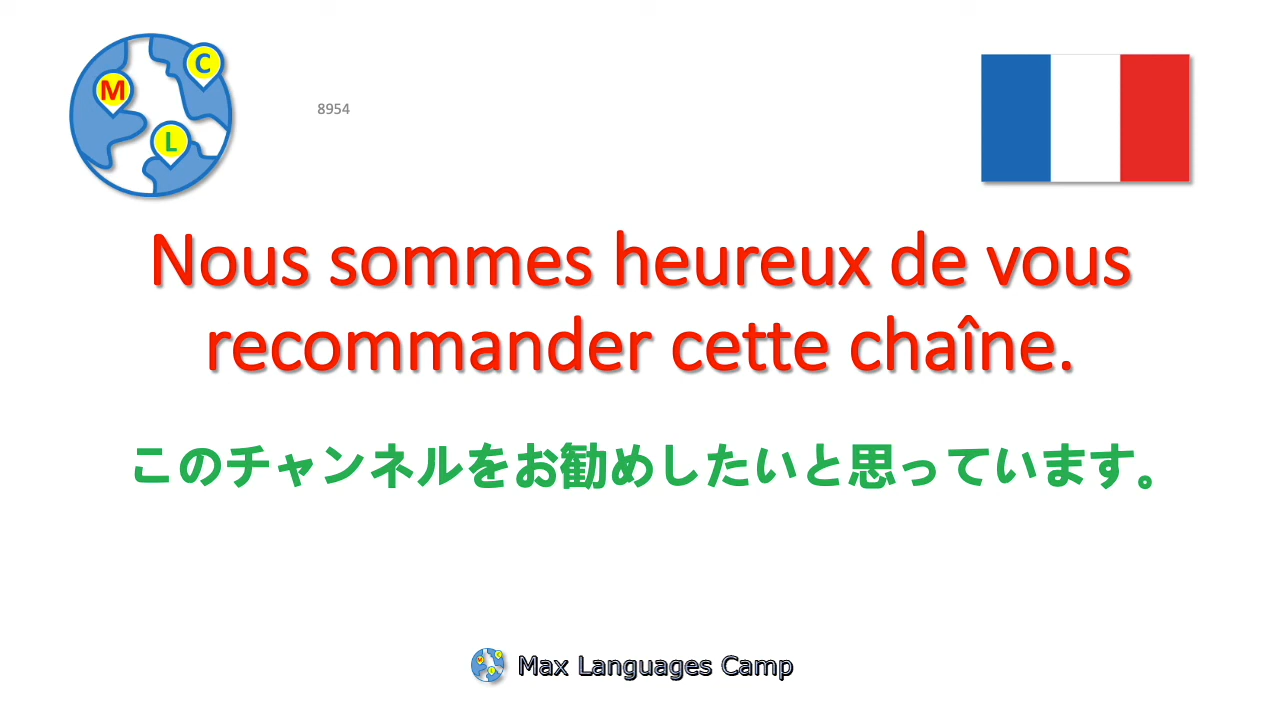 C
M
L
8954
Nous sommes heureux de vous
recommander cette chaîne.
このチャンネルをお勧めしたいと思っています。
Max Languages Camp